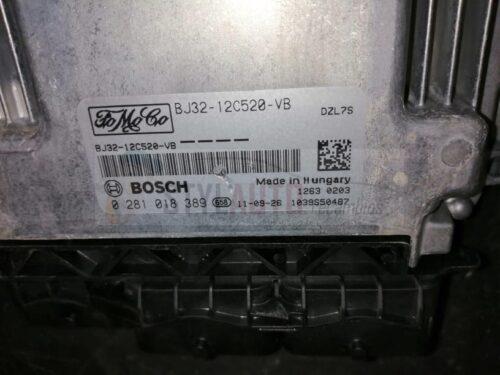 FoMoCo
BJ32-12C520-VB
DZL7S
BJ32-12C520-VB----
BOSCH
Made in Hungary
1263 0203
0 281 018 389 658 11-09-26 1039S50487